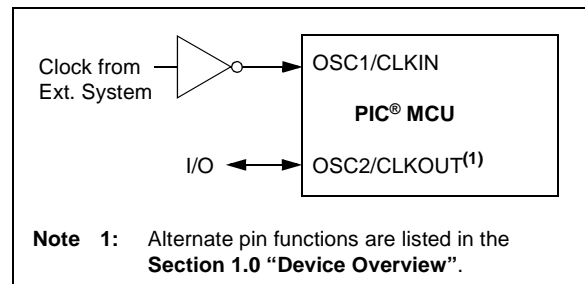 Clock from
Ext. System
OSC1/CLKIN
PIC® MCU
I/O
OSC2/CLKOUT(1)
Note 1: Alternate pin functions are listed in the
Section 1.0 “Device Overview”.